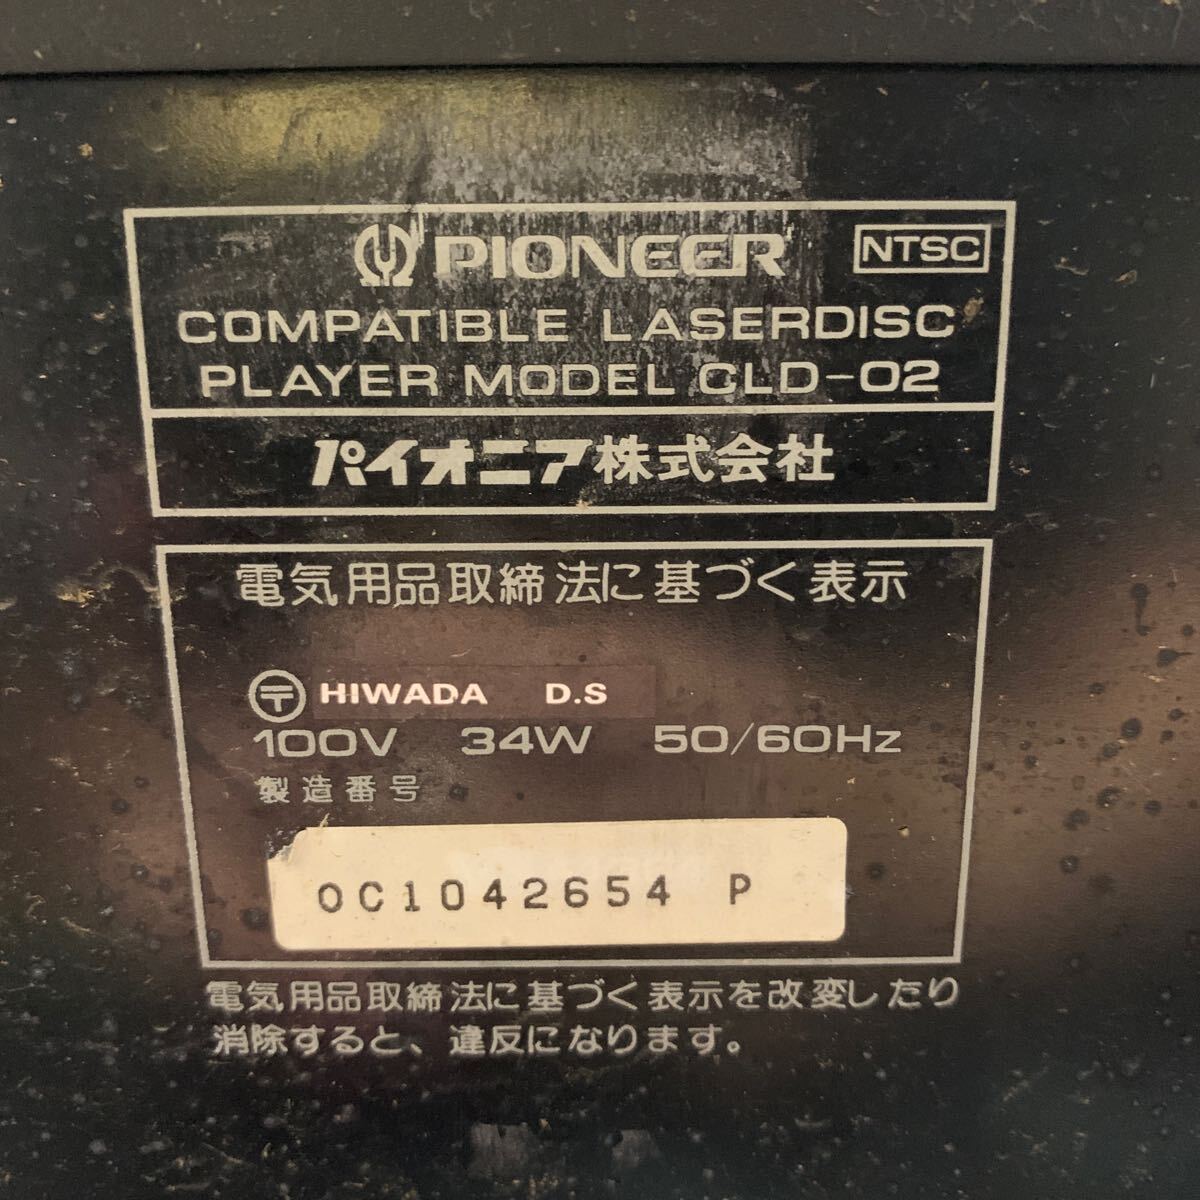 PIONEER NTSC
COMPATIBLE LASERDISC
PLAYER MODEL CLD-02
パイオニア株式会社
電気用品取締法に基づく表示
〒 HIWADA D.S
100V 34W 50/60Hz
製造番号
OC1042654 P
電気用品取締法に基づく表示を改変したり
消除すると、違反になります。